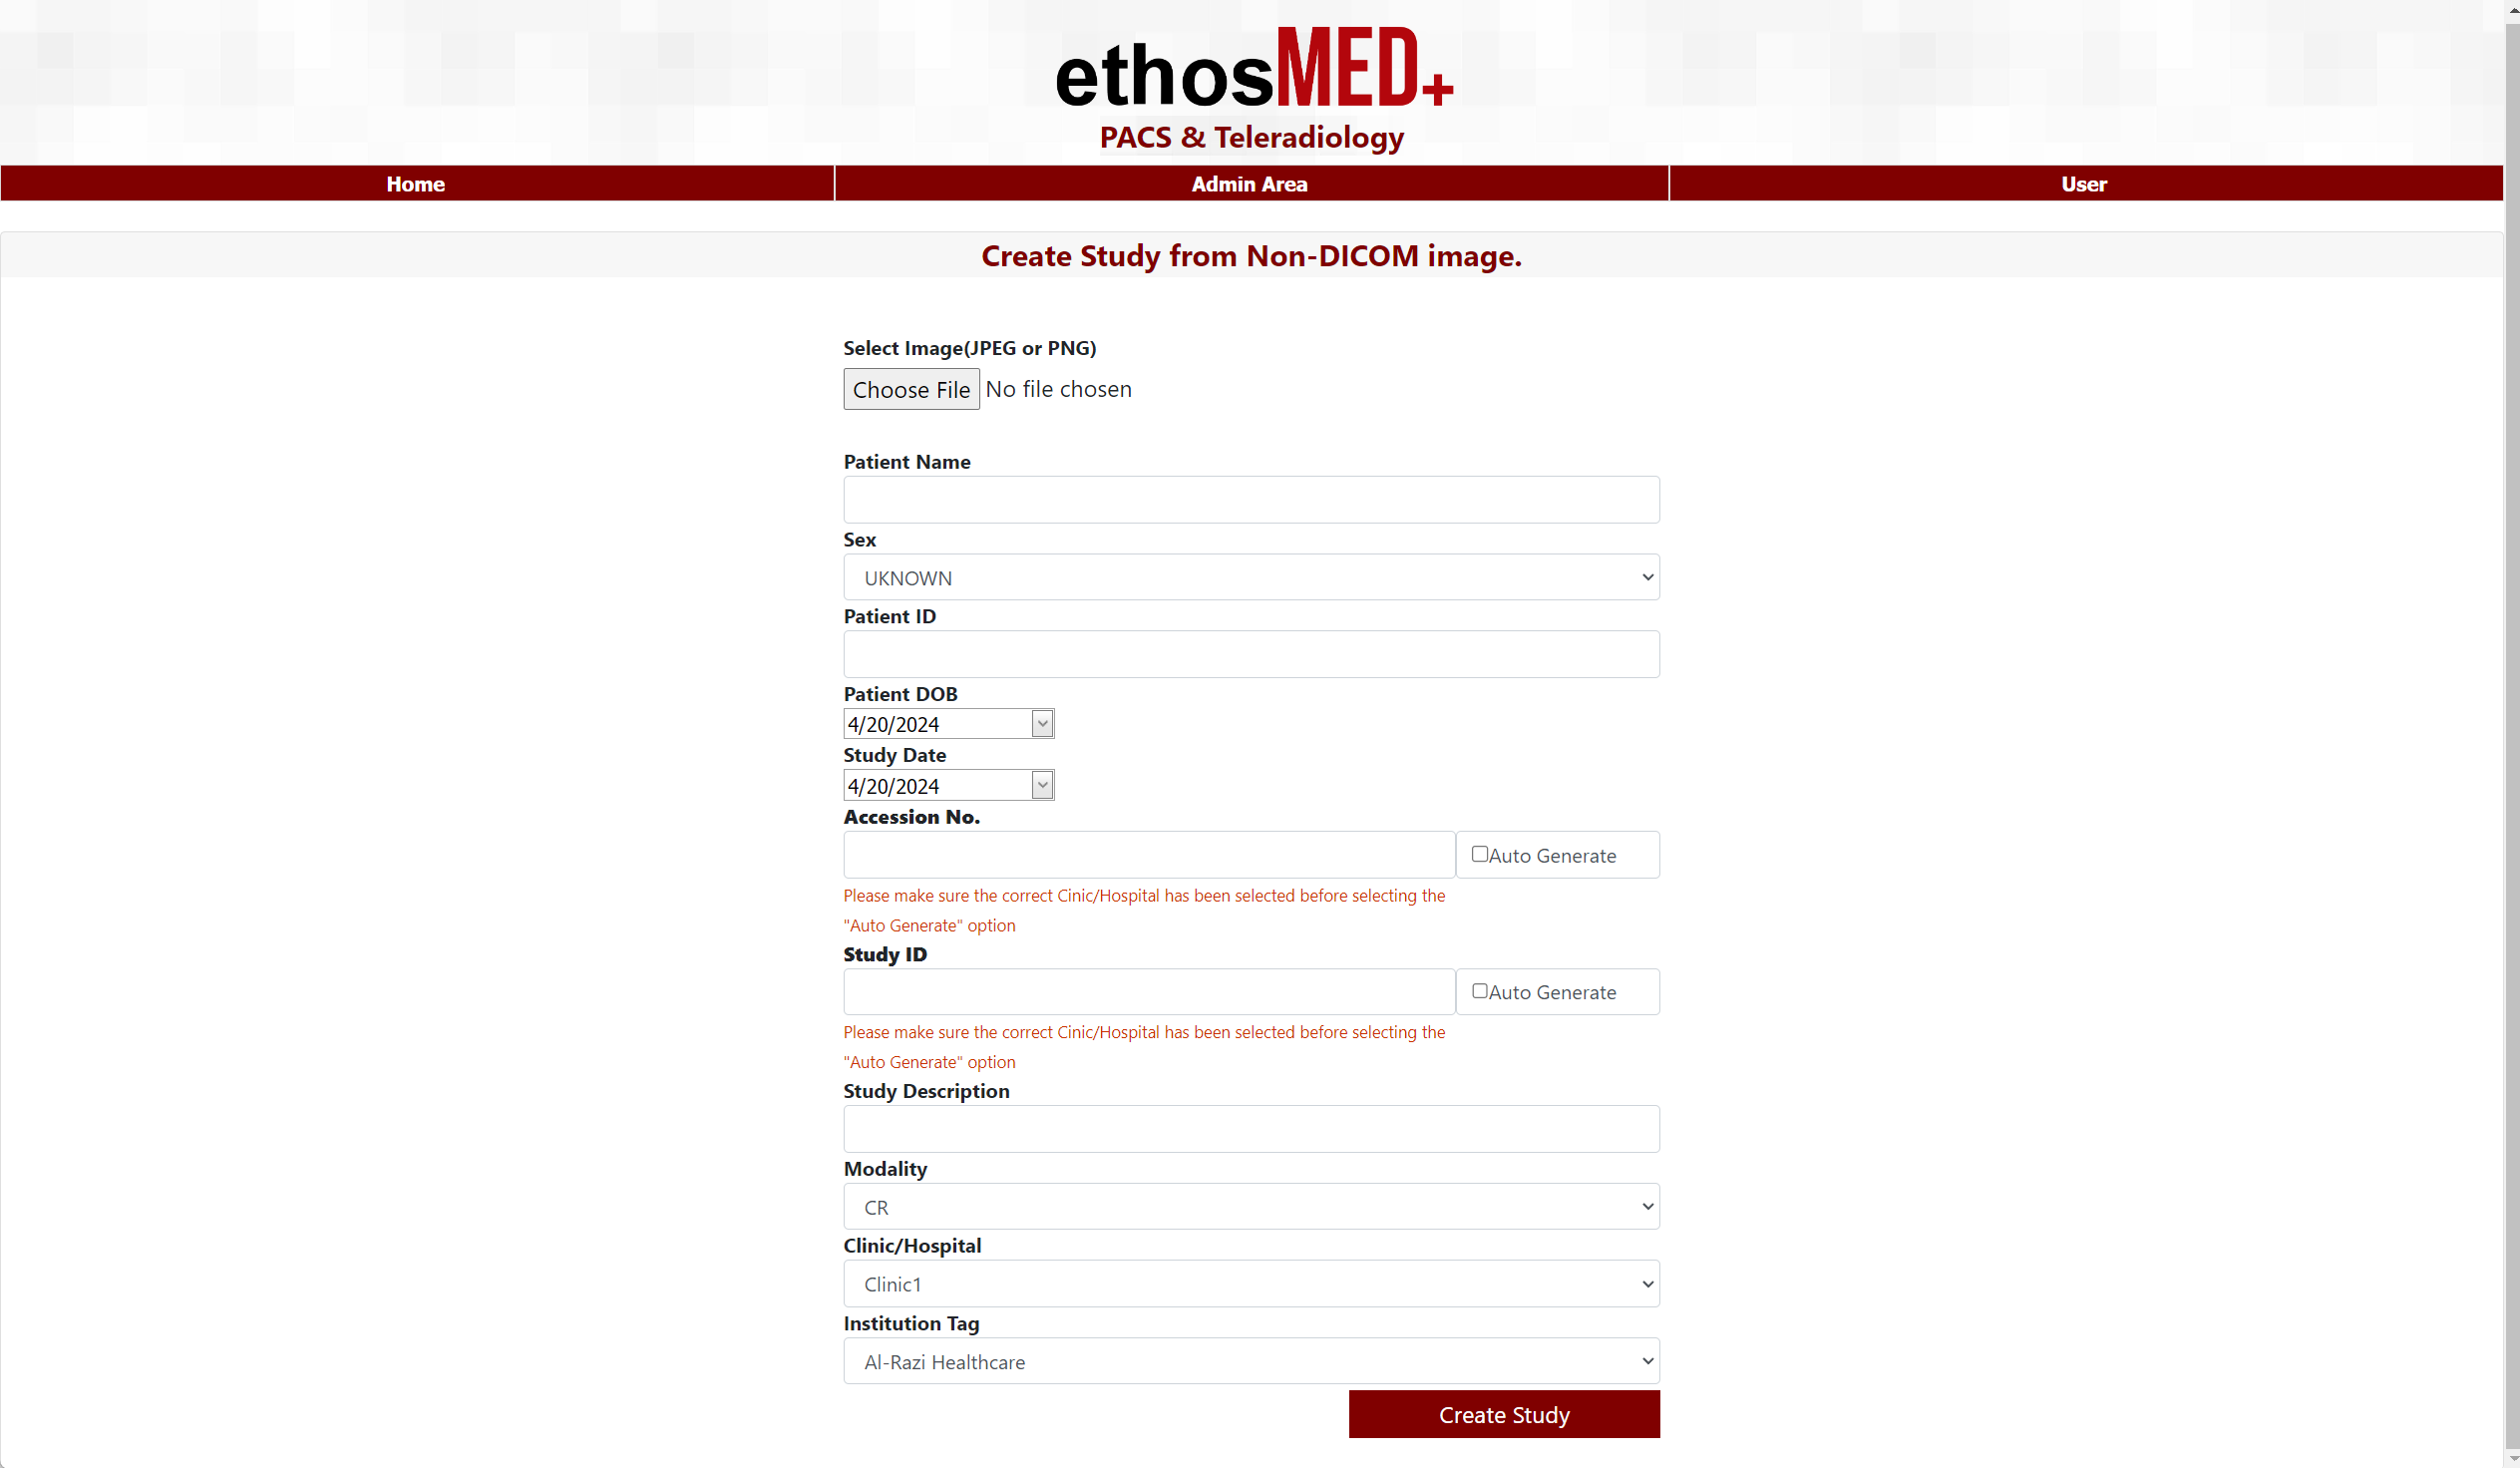 ethosMED+
PACS & Teleradiology
Home Admin Area User
Create Study from Non-DICOM image.
Select Image(JPEG or PNG)
Choose File No file chosen
Patient Name
Sex
UKNOWN
Patient ID
Patient DOB
4/20/2024
Study Date
4/20/2024
Accession No.
Auto Generate
Please make sure the correct Cinic/Hospital has been selected before selecting the
"Auto Generate" option
Study ID
Auto Generate
Please make sure the correct Cinic/Hospital has been selected before selecting the
"Auto Generate" option
Study Description
Modality
CR
Clinic/Hospital
Clinic1
Institution Tag
Al-Razi Healthcare
Create Study